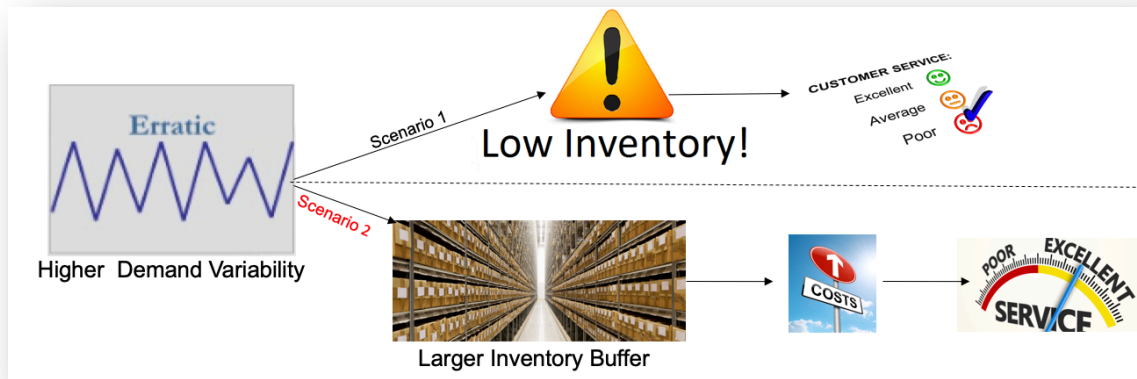 Erratic
Higher Demand Variability
Scenario 1
Low Inventory!
CUSTOMER SERVICE:
Excellent
Average
Poor
Scenario 2
Larger Inventory Buffer
COSTS
POOR
EXCELLENT
SERVICE